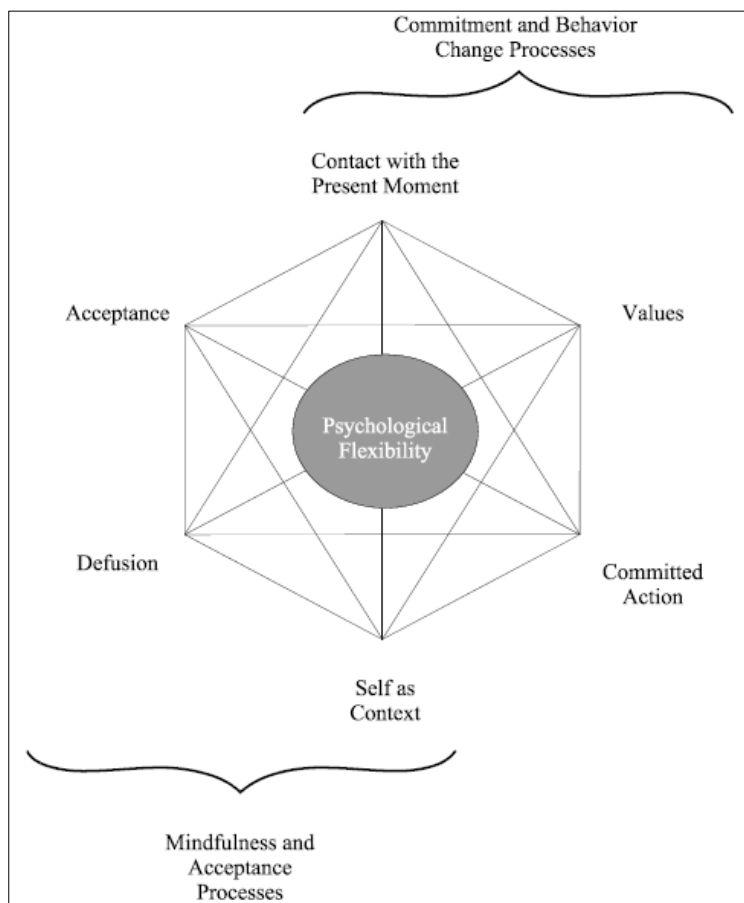 Commitment and Behavior
Change Processes
Contact with the
Present Moment
Acceptance
Values
Psychological
Flexibility
Defusion
Committed
Action
Self as
Context
Mindfulness and
Acceptance
Processes